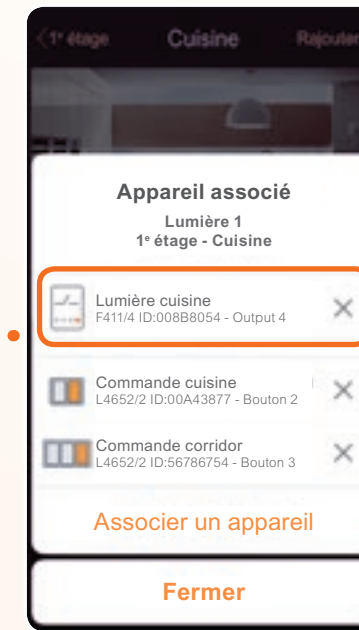 1e étage Cuisine Rajouter
Appareil associé
Lumière 1
1e étage - Cuisine
Lumière cuisine
F411/4 ID:008B8054 - Output 4
Commande cuisine
L4652/2 ID:00A43877 - Bouton 2
Commande corridor
L4652/2 ID:56786754 - Bouton 3
Associer un appareil
Fermer